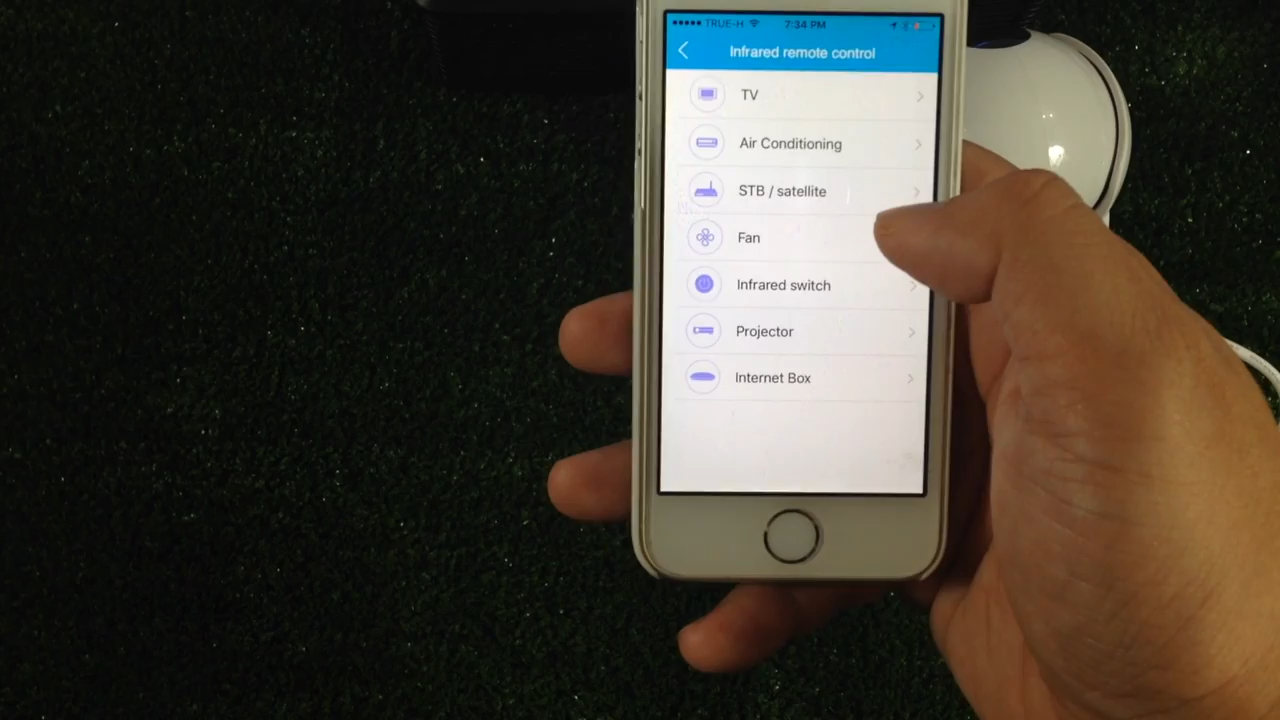 TRUE-H 7:34 PM
Infrared remote control
TV
Air Conditioning
STB / satellite
Fan
Infrared switch
Projector
Internet Box